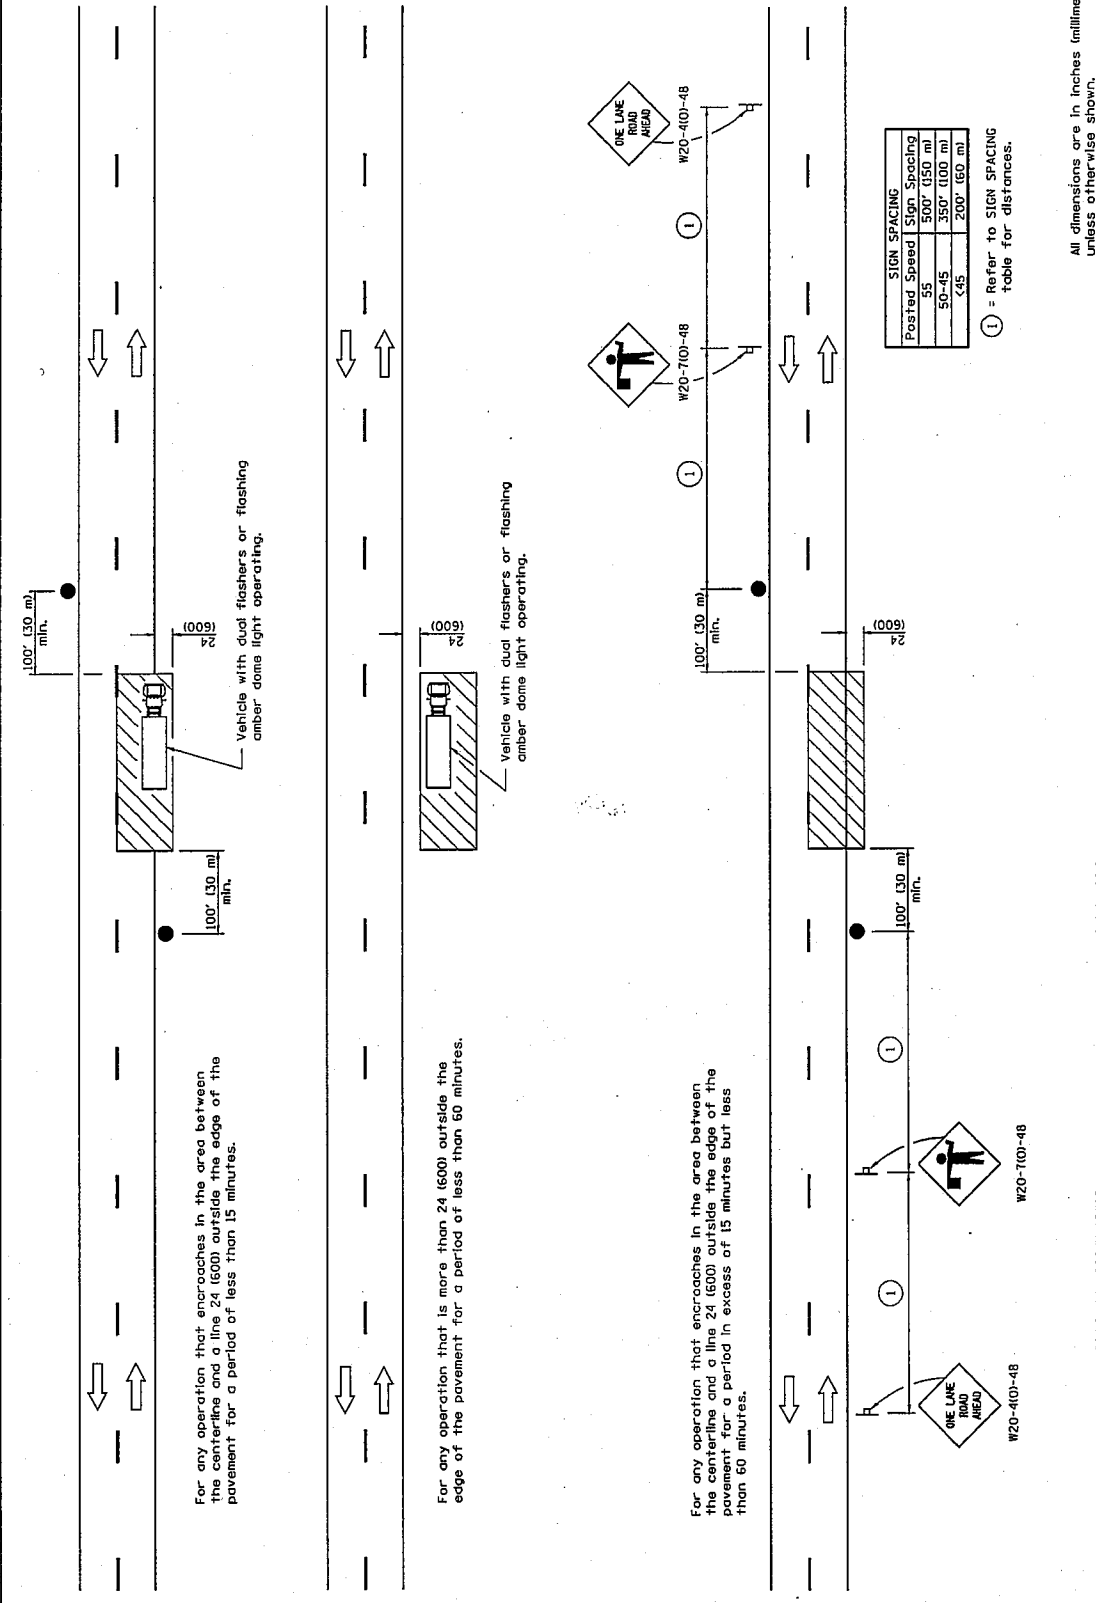 100' (30 m)
min.
24
(600)
Vehicle with dual flashers or flashing
amber dome light operating.
100' (30 m)
min.
For any operation that encroaches in the area between
the centerline and a line 24 (600) outside the edge of the
pavement for a period of less than 15 minutes.
24
(600)
Vehicle with dual flashers or flashing
amber dome light operating.
For any operation that is more than 24 (600) outside the
edge of the pavement for a period of less than 60 minutes.
ONE LANE
ROAD
AHEAD
W20-4(O)-48
W20-7(O)-48
1
1
100' (30 m)
min.
24
(600)
100' (30 m)
min.
For any operation that encroaches in the area between
the centerline and a line 24 (600) outside the edge of the
pavement for a period in excess of 15 minutes but less
than 60 minutes.
1
1
W20-7(O)-48
ONE LANE
ROAD
AHEAD
W20-4(O)-48
SIGN SPACING
Posted Speed Sign Spacing
55 500' (150 m)
50-45 350' (100 m)
<45 200' (60 m)
1 = Refer to SIGN SPACING
table for distances.
All dimensions are in inches
unless otherwise shown.